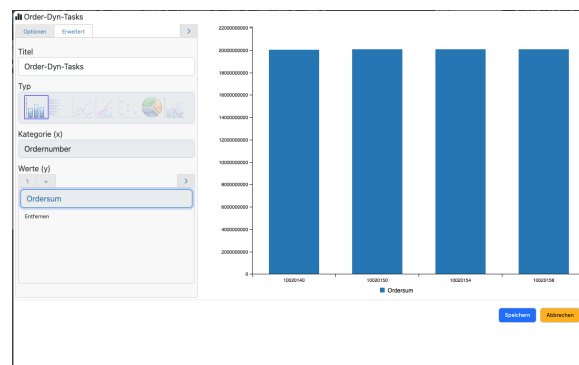 Order-Dyn-Tasks
Optionen Erweitert >
Titel
Order-Dyn-Tasks
Typ
Kategorie (x)
Ordernumber
Werte (y)
1 + >
Ordersum
Entfernen
22000000000
20000000000
18000000000
16000000000
14000000000
12000000000
10000000000
8000000000
6000000000
4000000000
2000000000
0
10020140 10020150 10020154 10020158
Ordersum
Speichern Abbrechen